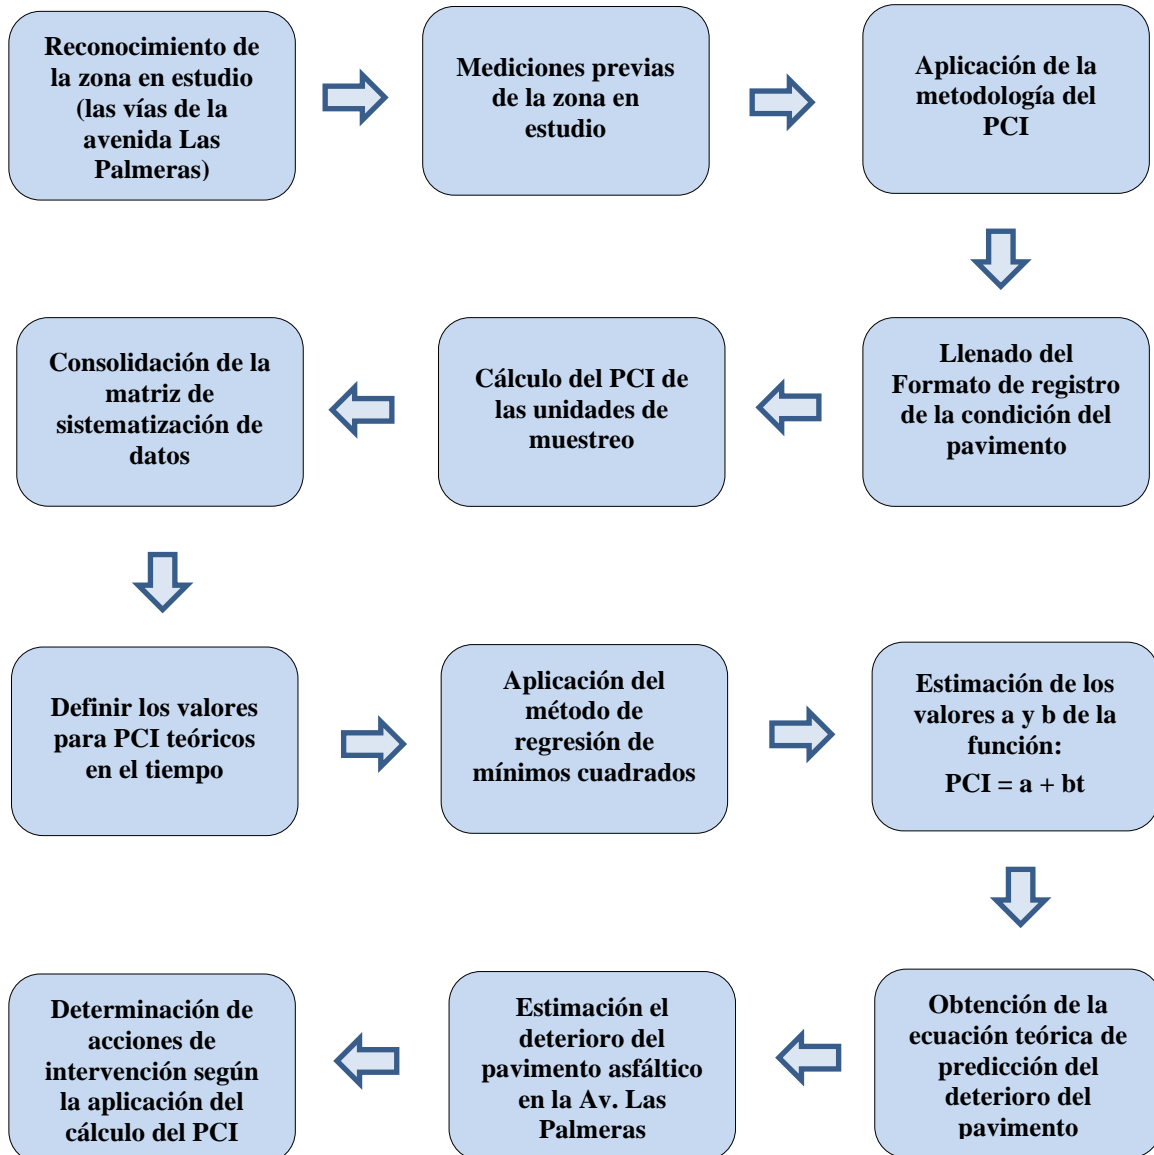 Reconocimiento de
la zona en estudio
(las vías de la
avenida Las
Palmeras)
Mediciones previas
de la zona en
estudio
Aplicación de la
metodología del
PCI
Llenado del
Formato de registro
de la condición del
pavimento
Cálculo del PCI de
las unidades de
muestreo
Consolidación de la
matriz de
sistematización de
datos
Definir los valores
para PCI teóricos
en el tiempo
Aplicación del
método de
regresión de
mínimos cuadrados
Estimación de los
valores a y b de la
función:
PCI = a + bt
Obtención de la
ecuación teórica de
predicción del
deterioro del
pavimento
Estimación el
deterioro del
pavimento asfáltico
en la Av. Las
Palmeras
Determinación de
acciones de
intervención según
la aplicación del
cálculo del PCI